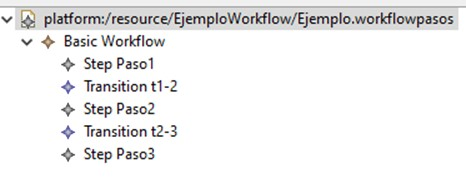 platform:/resource/EjemploWorkflow/Ejemplo.workflowpasos
Basic Workflow
Step Paso1
Transition t1-2
Step Paso2
Transition t2-3
Step Paso3